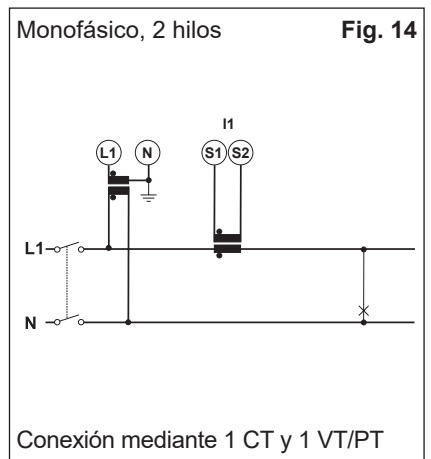 Monofásico, 2 hilos Fig. 14
I1
L1 N S1 S2
L1
N
Conexión mediante 1 CT y 1 VT/PT